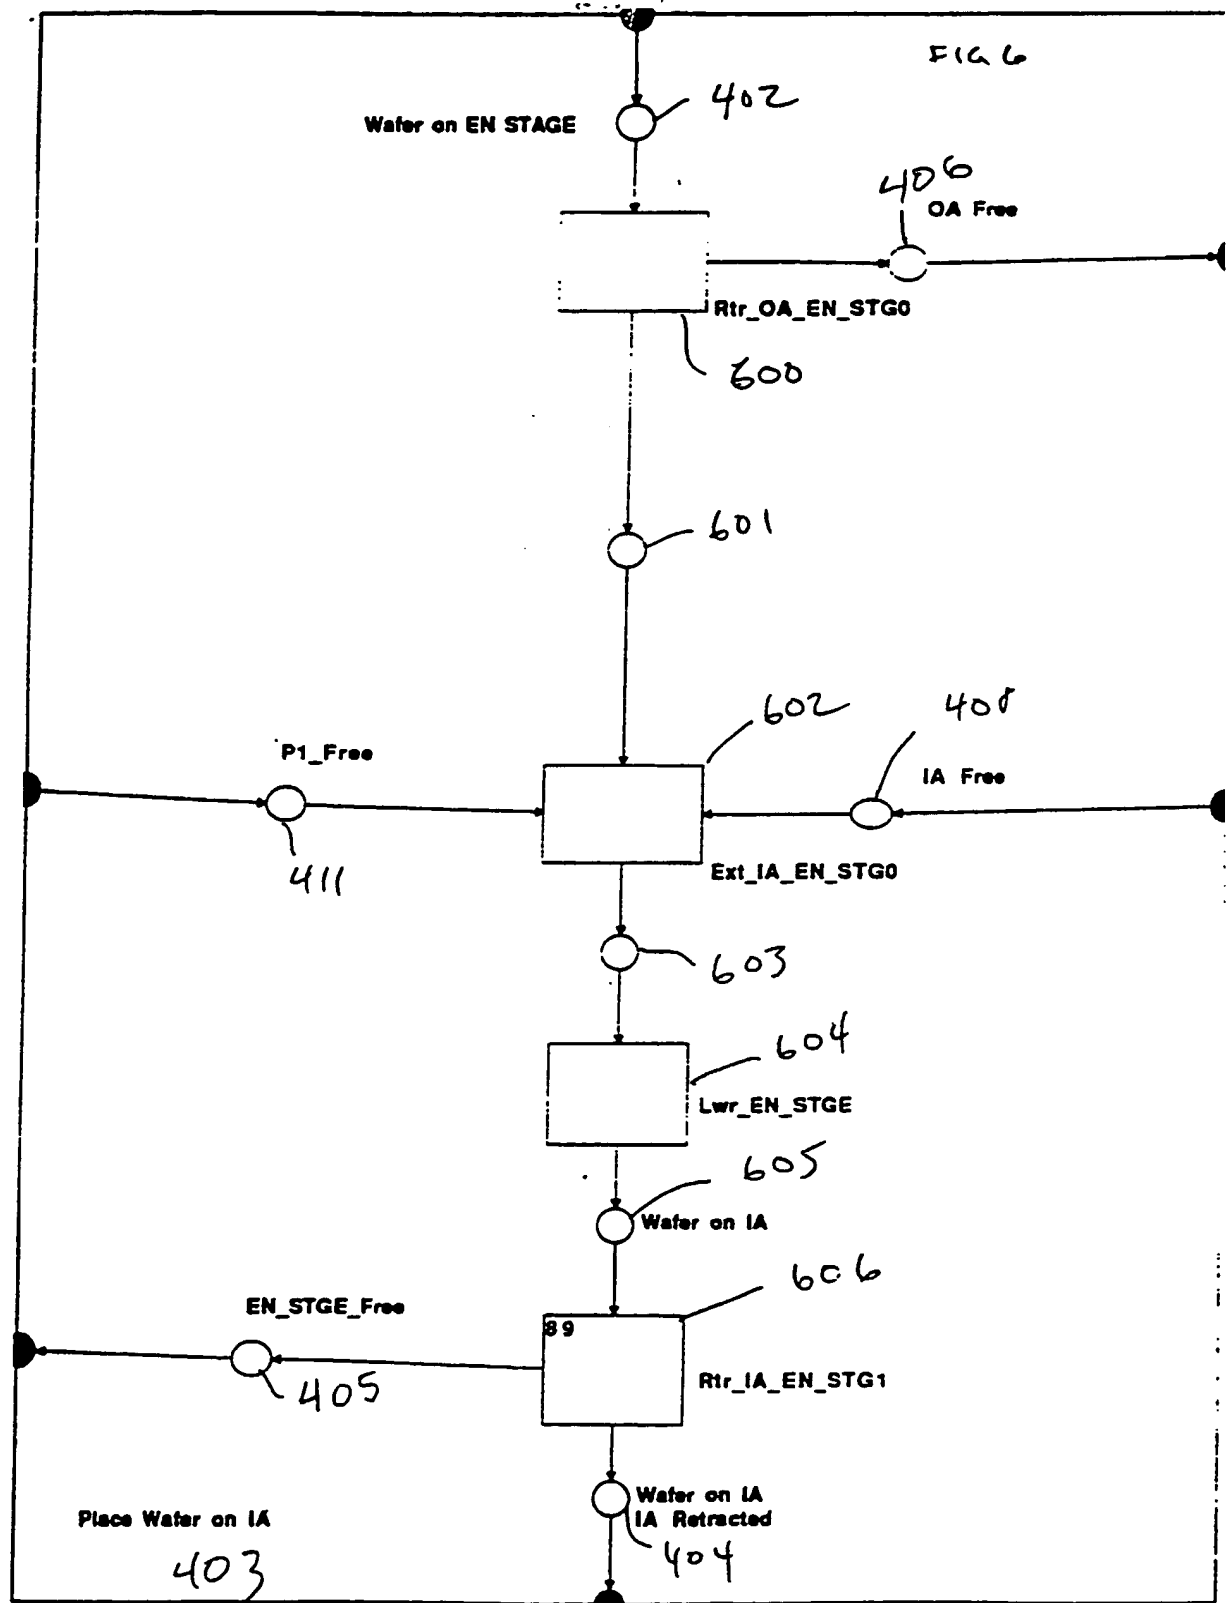 FIG 6
402
Wafer on EN STAGE
406
OA Free
Rtr_OA_EN_STG0
600
601
602
408
P1_Free
IA Free
411
Ext_IA_EN_STG0
603
604
Lwr_EN_STGE
605
Wafer on IA
606
EN_STGE_Free
89
Rtr_IA_EN_STG1
405
Wafer on IA
IA Retracted
Place Wafer on IA
404
403